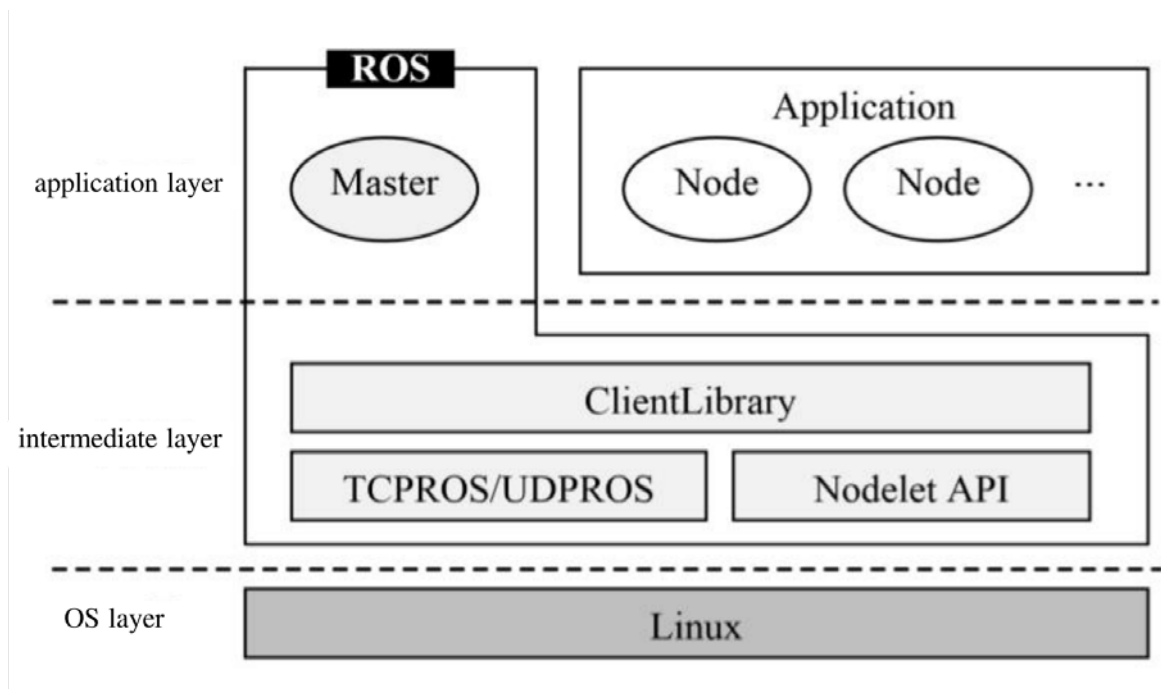 ROS
Application
application layer
Master
Node
Node
...
ClientLibrary
intermediate layer
TCPROS/UDPROS
Nodelet API
OS layer
Linux